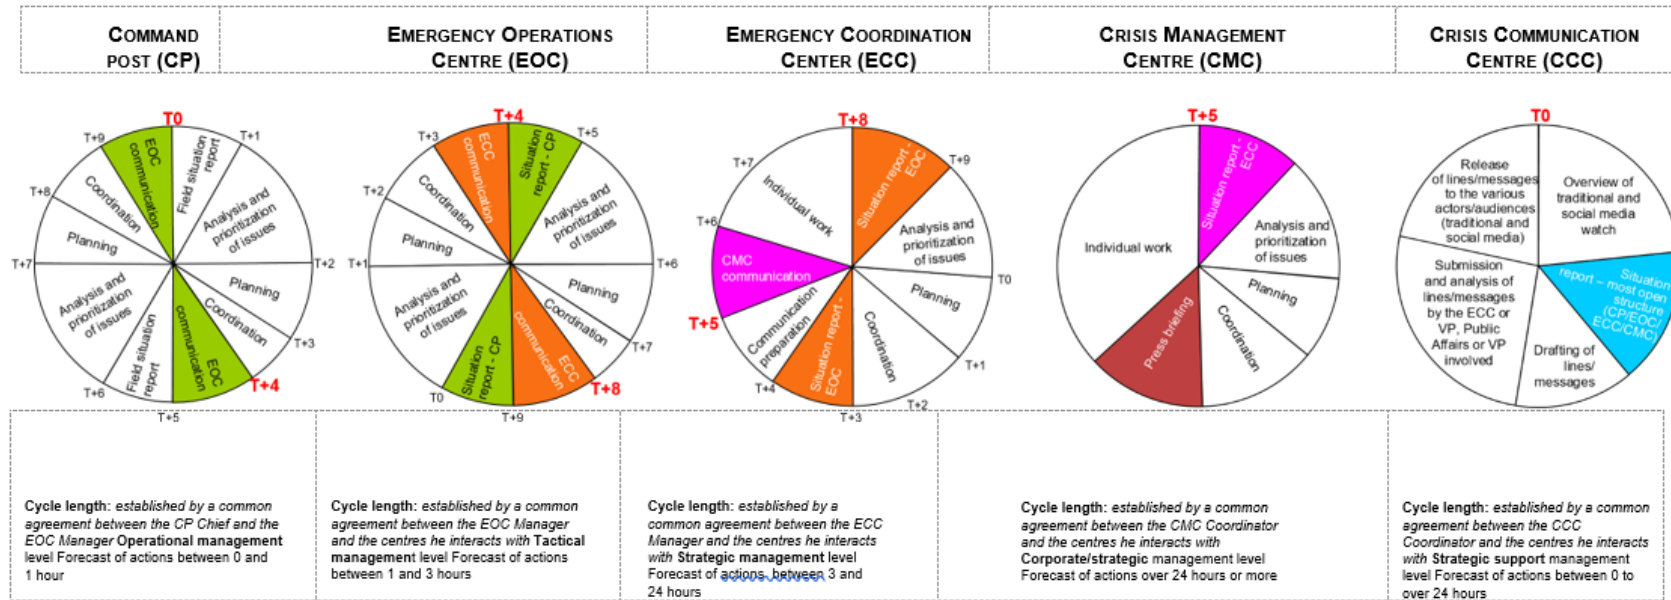 COMMAND
POST (CP)
EMERGENCY OPERATIONS
CENTRE (EOC)
EMERGENCY COORDINATION
CENTER (ECC)
CRISIS MANAGEMENT
CENTRE (CMC)
CRISIS COMMUNICATION
CENTRE (CCC)
T0
T+1
T+2
T+3
T+4
T+5
T+6
T+7
T+8
T+9
Field situation
report
Analysis and
prioritization
of issues
Planning
Coordination
EOC
communication
Field situation
report
Analysis and
prioritization
of issues
Planning
Coordination
EOC
communication
T+4
T+5
T+6
T+7
T+8
T+9
T0
T+1
T+2
T+3
Situation
report - CP
Analysis and
prioritization
of issues
Planning
Coordination
ECC
communication
Situation
report - CP
Analysis and
prioritization
of issues
Planning
Coordination
ECC
communication
T+8
T+9
T0
T+1
T+2
T+3
T+4
T+5
T+6
T+7
Situation report -
EOC
Analysis and
prioritization
of issues
Planning
Coordination
Situation report -
EOC
Communication
preparation
CMC
communication
Individual work
T+5
Situation report -
ECC
Analysis and
prioritization
of issues
Planning
Coordination
Press briefing
Individual work
T0
Overview of
traditional and
social media
watch
Situation
report – most open
structure
(CP/EOC/
ECC/CMC)
Drafting of
lines/
messages
Submission
and analysis of
lines/messages
by the ECC or
VP, Public
Affairs or VP
involved
Release
of lines/messages
to the various
actors/audiences
(traditional and
social media)
Cycle length: established by a common
agreement between the CP Chief and the
EOC Manager Operational management
level Forecast of actions between 0 and
1 hour
Cycle length: established by a common
agreement between the EOC Manager
and the centres he interacts with Tactical
management level Forecast of actions
between 1 and 3 hours
Cycle length: established by a
common agreement between the ECC
Manager and the centres he interacts
with Strategic management level
Forecast of actions between 3 and
24 hours
Cycle length: established by a common
agreement between the CMC Coordinator
and the centres he interacts with
Corporate/strategic management level
Forecast of actions over 24 hours or more
Cycle length: established by a common
agreement between the CCC
Coordinator and the centres he interacts
with Strategic support management
level Forecast of actions between 0 to
over 24 hours